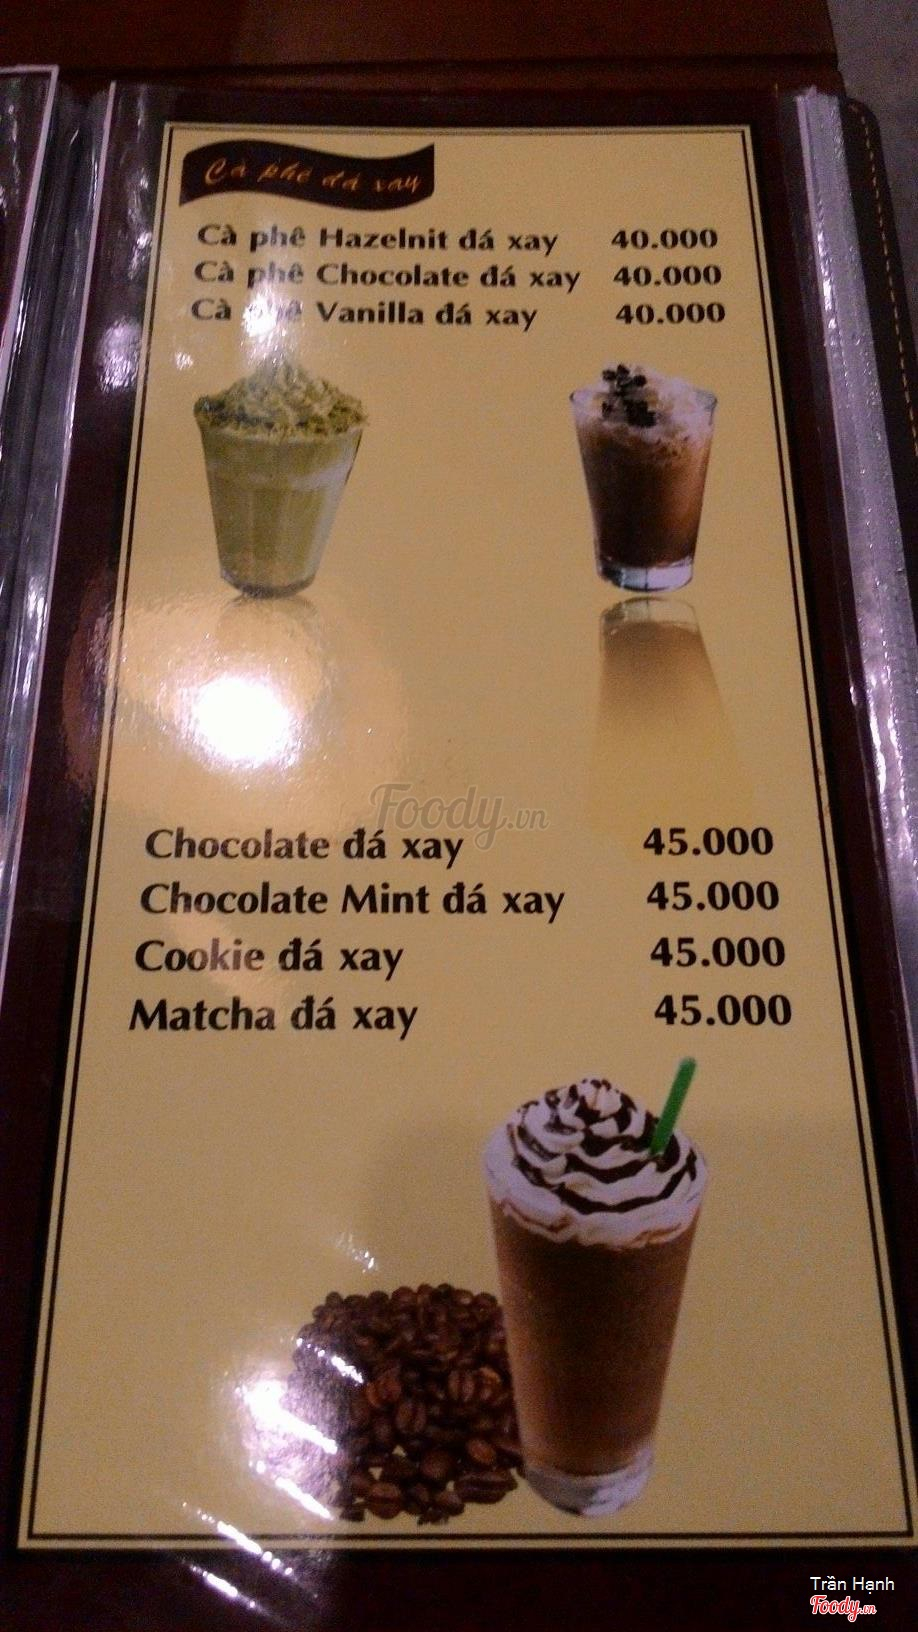 Cà phê đá xay
Cà phê Hazelnit đá xay 40.000
Cà phê Chocolate đá xay 40.000
Cà phê Vanilla đá xay 40.000
Foody.vn
Chocolate đá xay 45.000
Chocolate Mint đá xay 45.000
Cookie đá xay 45.000
Matcha đá xay 45.000
Trần Hạnh
Foody.vn